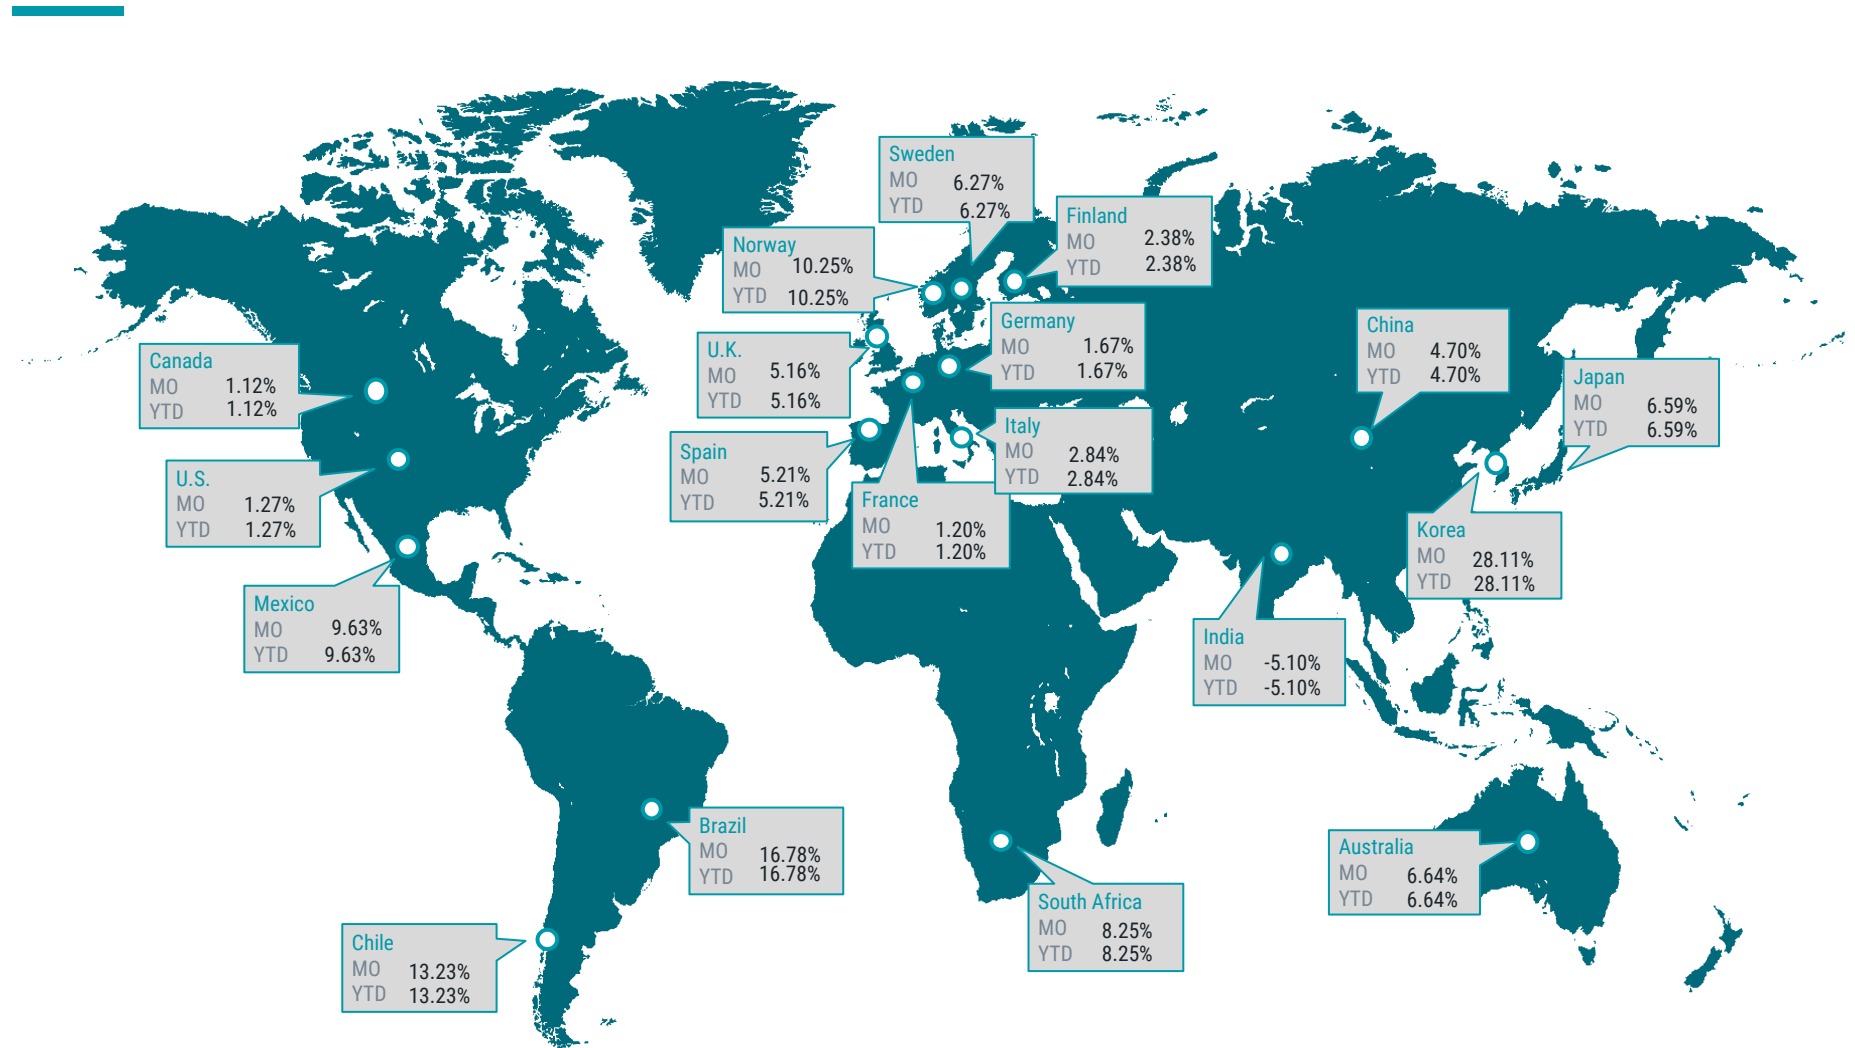 Sweden
MO 6.27%
YTD 6.27%
Finland
MO 2.38%
YTD 2.38%
Norway
MO 10.25%
YTD 10.25%
Germany
MO 1.67%
YTD 1.67%
U.K.
MO 5.16%
YTD 5.16%
China
MO 4.70%
YTD 4.70%
Canada
MO 1.12%
YTD 1.12%
Japan
MO 6.59%
YTD 6.59%
Italy
MO 2.84%
YTD 2.84%
Spain
MO 5.21%
YTD 5.21%
U.S.
MO 1.27%
YTD 1.27%
France
MO 1.20%
YTD 1.20%
Korea
MO 28.11%
YTD 28.11%
Mexico
MO 9.63%
YTD 9.63%
India
MO -5.10%
YTD -5.10%
Brazil
MO 16.78%
YTD 16.78%
Australia
MO 6.64%
YTD 6.64%
South Africa
MO 8.25%
YTD 8.25%
Chile
MO 13.23%
YTD 13.23%